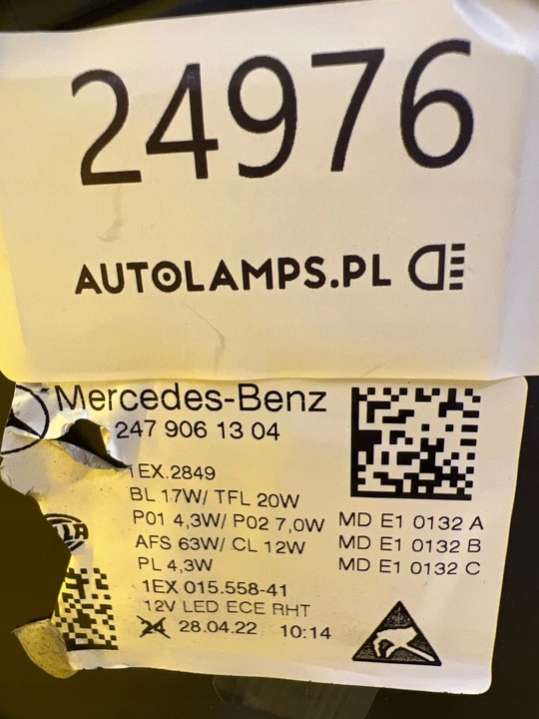 24976
AUTOLAMPS.PL
Mercedes-Benz
247 906 13 04
1EX.2849
BL 17W/ TFL 20W
P01 4,3W/ P02 7,0W
MD E1 0132 A
AFS 63W/ CL 12W
MD E1 0132 B
PL 4,3W
MD E1 0132 C
1EX 015.558-41
12V LED ECE RHT
24 28.04.22 10:14